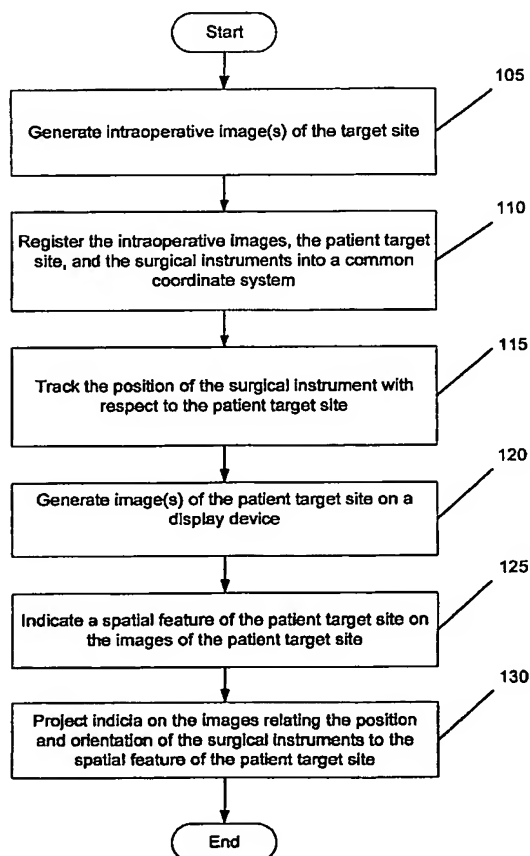 Start
105
Generate intraoperative image(s) of the target site
110
Register the intraoperative images, the patient target
site, and the surgical instruments into a common
coordinate system
115
Track the position of the surgical instrument with
respect to the patient target site
120
Generate image(s) of the patient target site on a
display device
125
Indicate a spatial feature of the patient target site on
the images of the patient target site
130
Project indicia on the images relating the position
and orientation of the surgical instruments to the
spatial feature of the patient target site
End